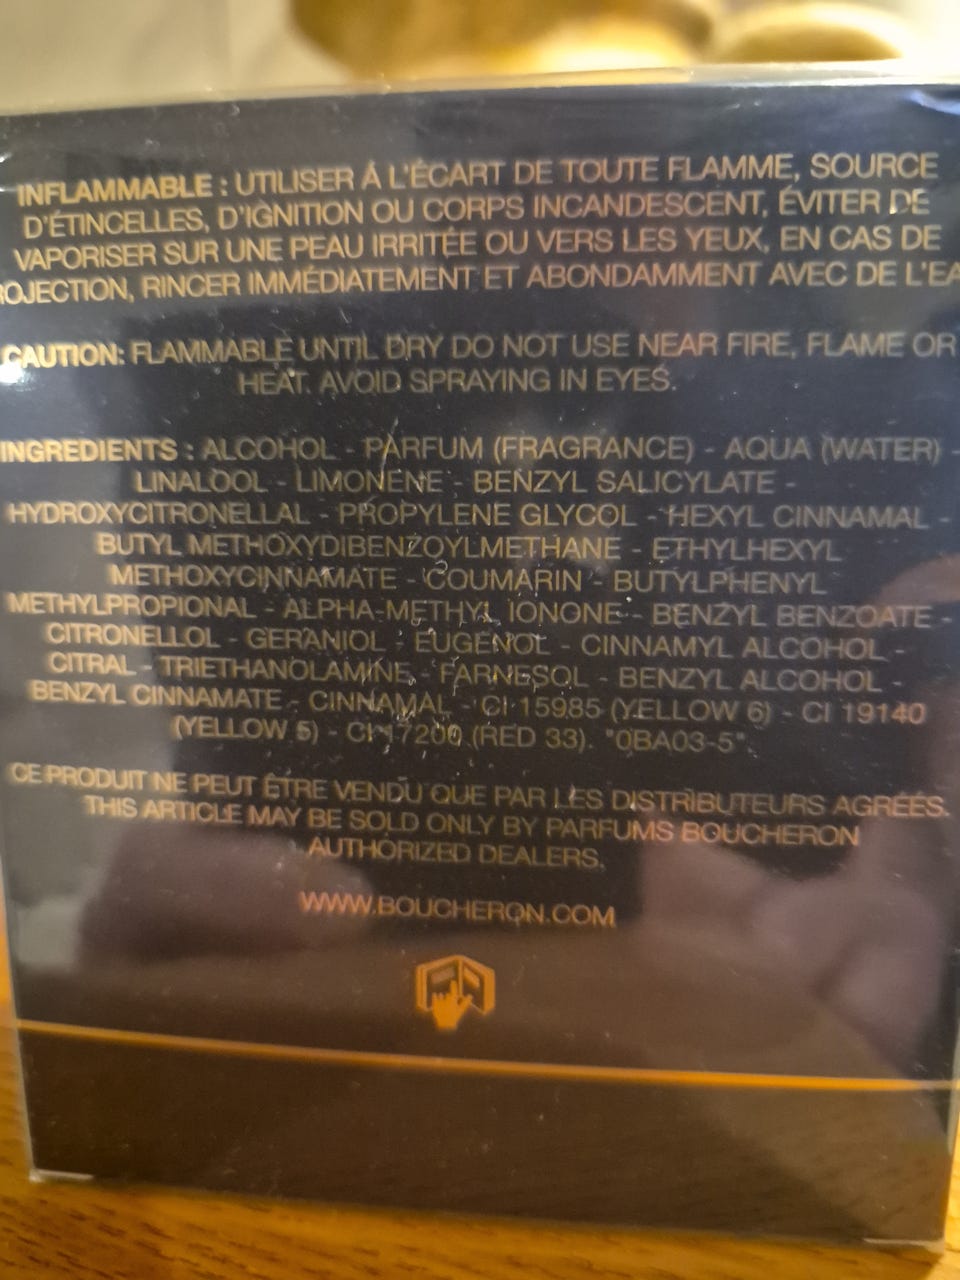 INFLAMMABLE : UTILISER À L'ÉCART DE TOUTE FLAMME, SOURCE
D'ÉTINCELLES, D'IGNITION OU CORPS INCANDESCENT, ÉVITER DE
VAPORISER SUR UNE PEAU IRRITÉE OU VERS LES YEUX, EN CAS DE
ROJECTION, RINCER IMMÉDIATEMENT ET ABONDAMMENT AVEC DE L'EA
CAUTION: FLAMMABLE UNTIL DRY DO NOT USE NEAR FIRE, FLAME OR
HEAT. AVOID SPRAYING IN EYES.
INGREDIENTS : ALCOHOL - PARFUM (FRAGRANCE) - AQUA (WATER) -
LINALOOL - LIMONENE - BENZYL SALICYLATE -
HYDROXYCITRONELLAL - PROPYLENE GLYCOL - HEXYL CINNAMAL -
BUTYL METHOXYDIBENZOYLMETHANE - ETHYLHEXYL
METHOXYCINNAMATE - COUMARIN - BUTYLPHENYL
METHYLPROPIONAL - ALPHA-METHYL IONONE - BENZYL BENZOATE -
CITRONELLOL - GERANIOL - EUGENOL - CINNAMYL ALCOHOL -
CITRAL - TRIETHANOLAMINE - FARNESOL - BENZYL ALCOHOL -
BENZYL CINNAMATE - CINNAMAL - CI 15985 (YELLOW 6) - CI 19140
(YELLOW 5) - CI 17200 (RED 33). "0BA03-5".
CE PRODUIT NE PEUT ÊTRE VENDU QUE PAR LES DISTRIBUTEURS AGRÉÉS.
THIS ARTICLE MAY BE SOLD ONLY BY PARFUMS BOUCHERON
AUTHORIZED DEALERS.
WWW.BOUCHERON.COM